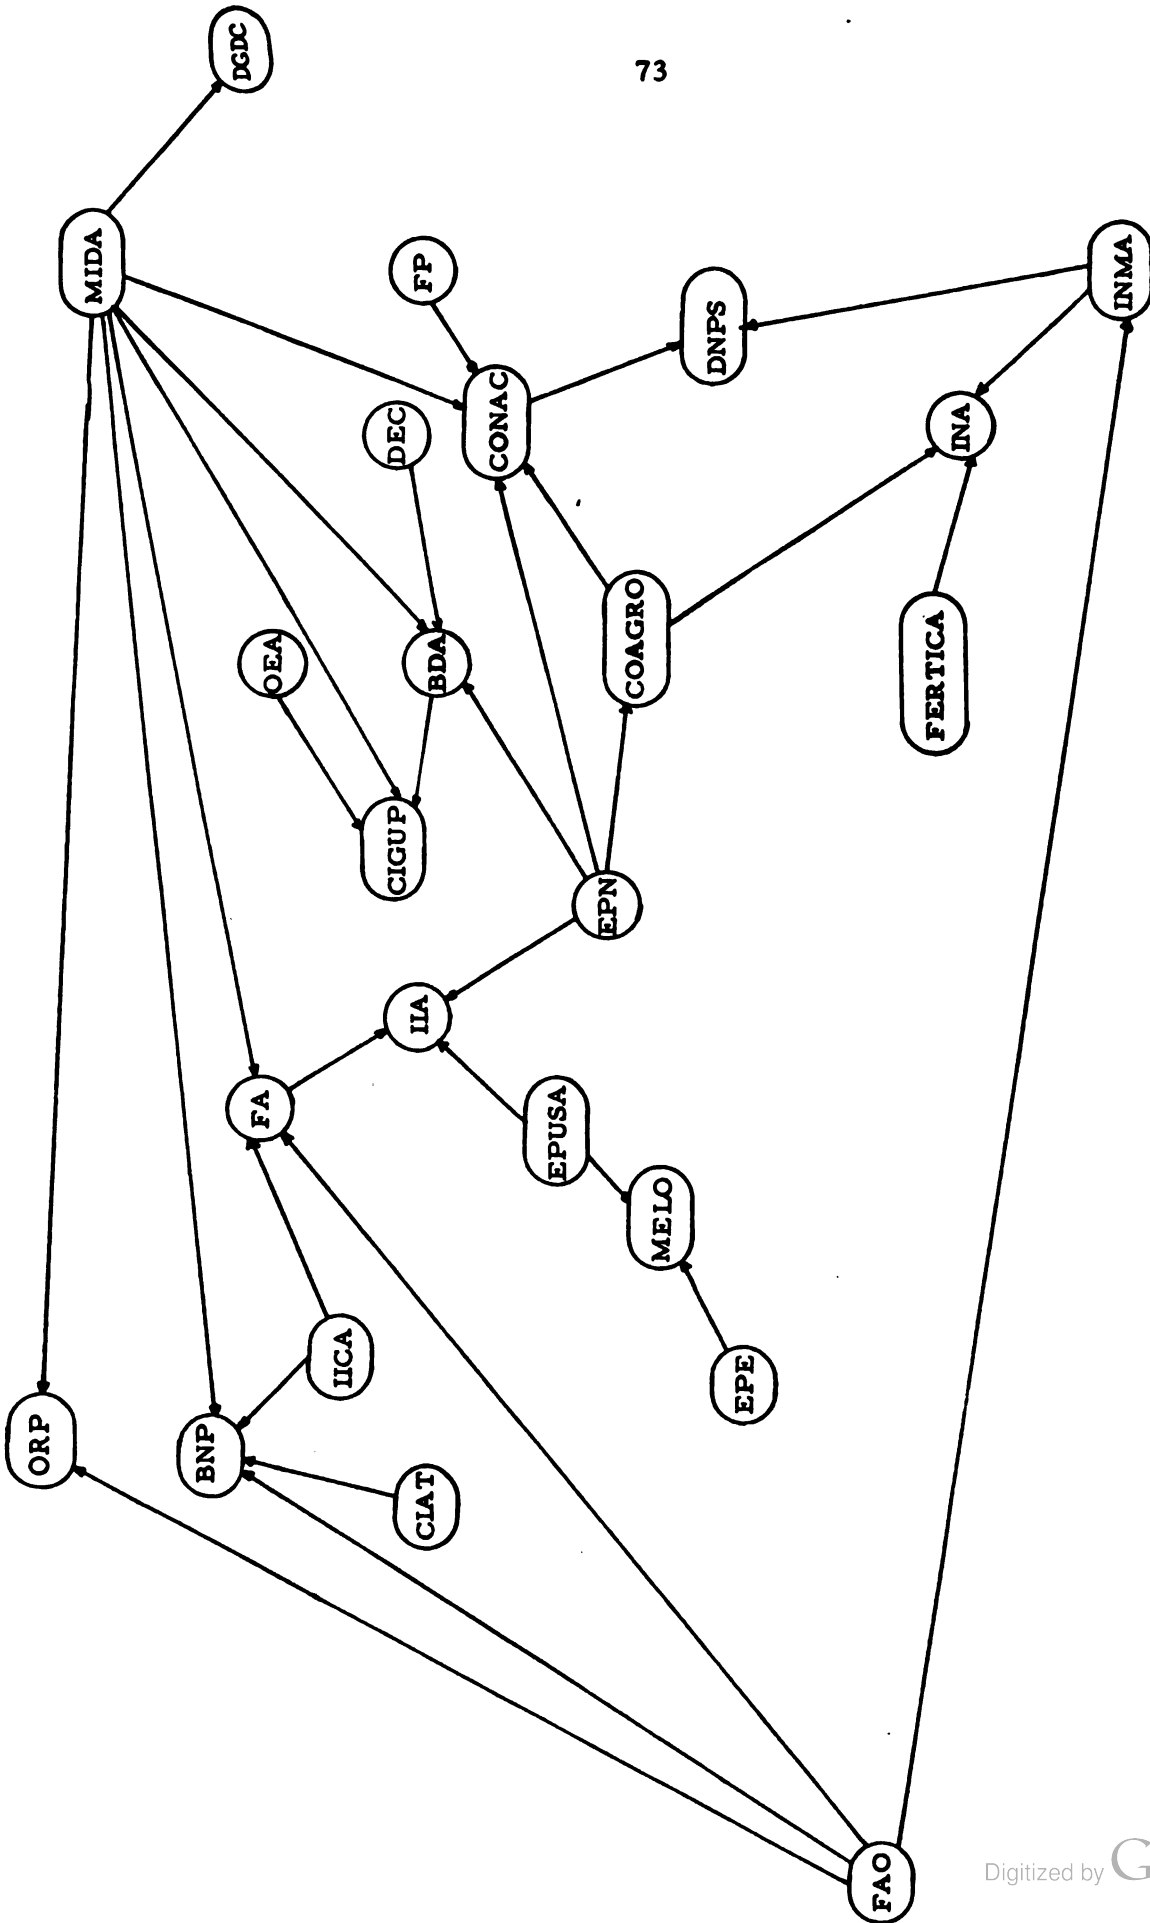 73
DGDC
MIDA
FP
DNPS
INMA
CONAC
DEC
INA
OEA
BDA
COAGRO
FERTICA
CIGUP
EPN
IIA
FA
EPUSA
MELO
IICA
EPE
ORP
BNP
CIAT
FAO
Digitized by G